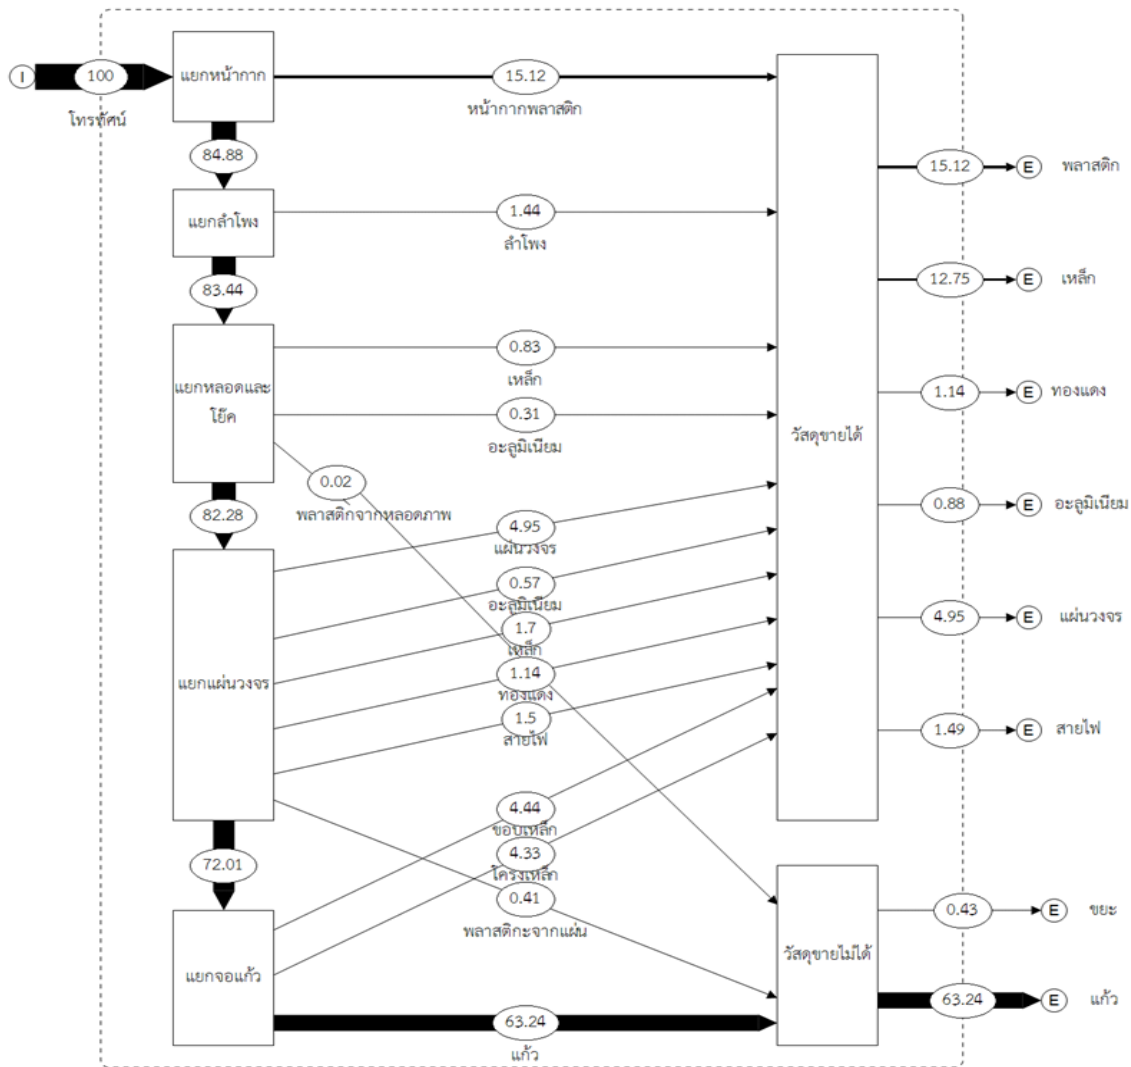 แยกหน้ากาก
I
100
15.12
หน้ากากพลาสติก
โทรทัศน์
84.88
15.12
E
พลาสติก
แยกลำโพง
1.44
ลำโพง
83.44
12.75
E
เหล็ก
0.83
เหล็ก
แยกหลอดและ
โย๊ค
0.31
อะลูมิเนียม
1.14
E
ทองแดง
วัสดุขายได้
0.02
พลาสติกจากหลอดภาพ
82.28
0.88
E
อะลูมิเนียม
4.95
แผ่นวงจร
0.57
อะลูมิเนียม
1.7
เหล็ก
4.95
E
แผ่นวงจร
แยกแผ่นวงจร
1.14
ทองแดง
1.5
สายไฟ
1.49
E
สายไฟ
4.44
ขอบเหล็ก
4.33
โครงเหล็ก
72.01
0.41
พลาสติกะจากแผ่น
0.43
E
ขยะ
วัสดุขายไม่ได้
แยกจอแก้ว
63.24
E
แก้ว
63.24
แก้ว